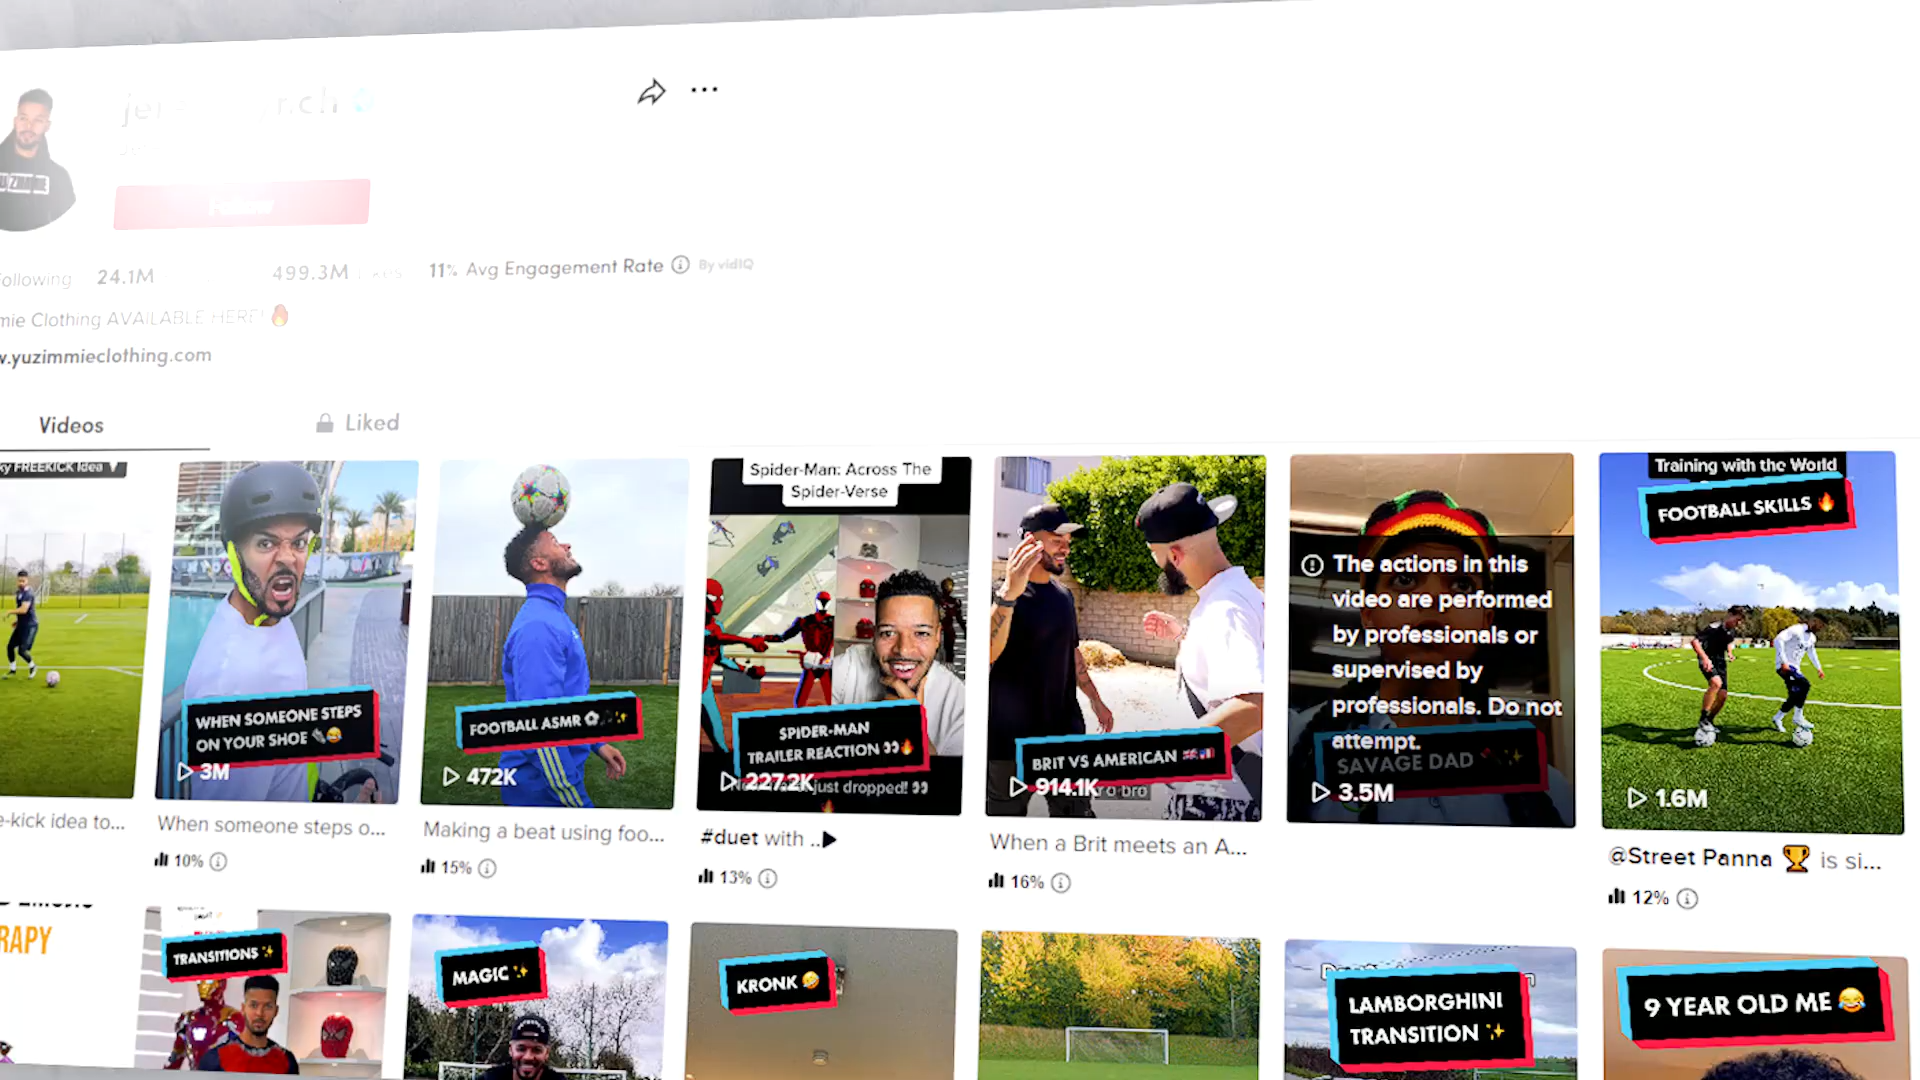 Follow
Following 24.1M 499.3M Likes 11% Avg Engagement Rate By vidIQ
mie Clothing AVAILABLE HERE!
w.yuzimmieclothing.com
Videos
Liked
ky FREEKICK Idea
e-kick idea to...
WHEN SOMEONE STEPS
ON YOUR SHOE
3M
When someone steps o...
10%
FOOTBALL ASMR
472K
Making a beat using foo...
15%
Spider-Man: Across The
Spider-Verse
SPIDER-MAN
TRAILER REACTION
227.2K
just dropped!
#duet with ..
13%
BRIT VS AMERICAN
914.1K
bro
When a Brit meets an A...
16%
The actions in this
video are performed
by professionals or
supervised by
professionals. Do not
attempt.
SAVAGE DAD
3.5M
Training with the World
FOOTBALL SKILLS
1.6M
@Street Panna 🏆 is si...
12%
RAPY
TRANSITIONS
MAGIC
KRONK
LAMBORGHINI
TRANSITION
9 YEAR OLD ME